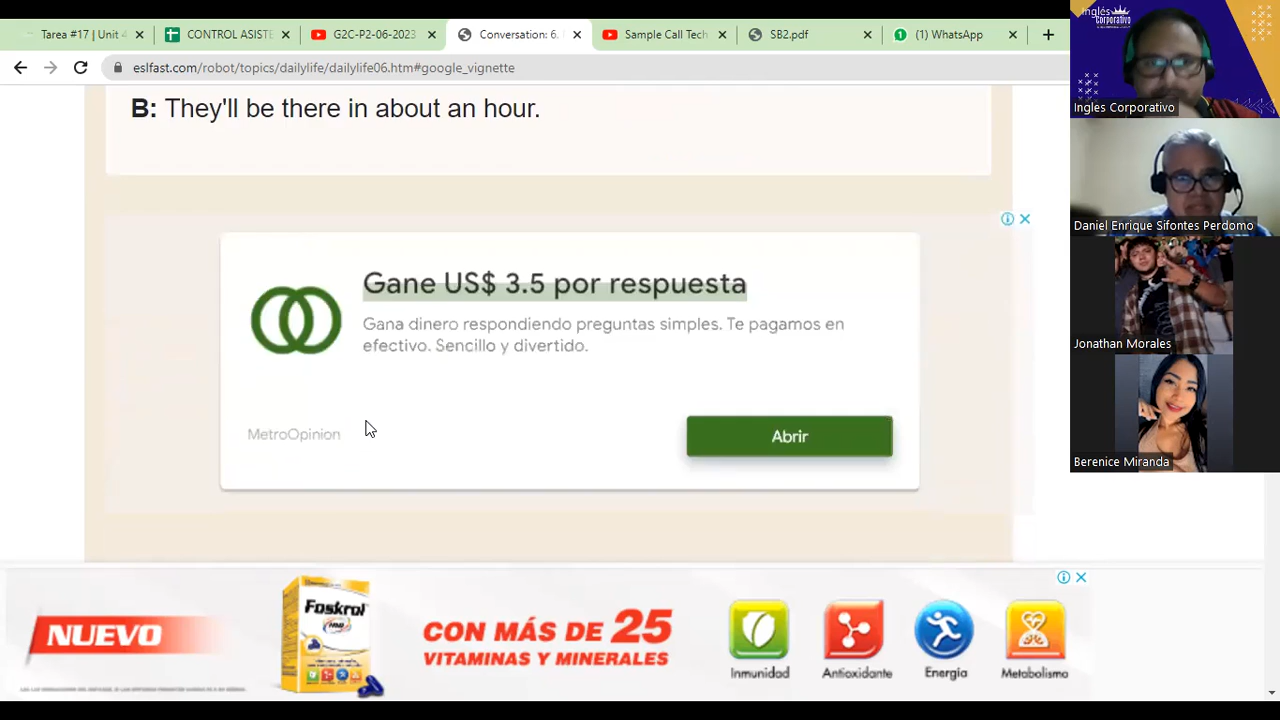 Tarea #17 | Unit 4
CONTROL ASISTE
G2C-P2-06-2023
Conversation: 6.
Sample Call Tech
SB2.pdf
(1) WhatsApp
eslfast.com/robot/topics/dailylife/dailylife06.htm#google_vignette
B: They'll be there in about an hour.
Gane US$ 3.5 por respuesta
Gana dinero respondiendo preguntas simples. Te pagamos en
efectivo. Sencillo y divertido.
MetroOpinion
Abrir
NUEVO
Foskrol
CON MÁS DE 25
VITAMINAS Y MINERALES
Inmunidad
Antioxidante
Energía
Metabolismo
Inglés
Corporativo
Ingles Corporativo
Daniel Enrique Sifontes Perdomo
Jonathan Morales
Berenice Miranda